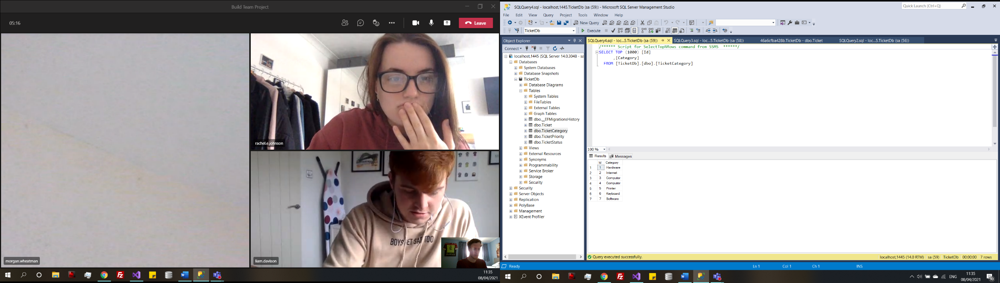 Build Team Project
05:16
Leave
rachel.e.johnson
morgan.wheatman
liam.davison
BOYS GET SAD TOO
11:35
08/04/2021
SQLQuery4.sql - localhost,1445.TicketDb (sa (59)) - Microsoft SQL Server Management Studio
Quick Launch (Ctrl+Q)
File Edit View Query Project Tools Window Help
New Query
TicketDb
Execute
Object Explorer
Connect
localhost,1445 (SQL Server 14.0.3048 - sa
Databases
System Databases
Database Snapshots
TicketDb
Database Diagrams
Tables
System Tables
FileTables
External Tables
Graph Tables
dbo.__EFMigrationsHistory
dbo.Ticket
dbo.TicketCategory
dbo.TicketPriority
dbo.TicketStatus
Views
External Resources
Synonyms
Programmability
Service Broker
Storage
Security
Security
Server Objects
Replication
PolyBase
Management
XEvent Profiler
SQLQuery4.sql - loc...5.TicketDb (sa (59)) SQLQuery3.sql - loc...5.TicketDb (sa (58)) 46a6cfba428b.TicketDb - dbo.Ticket SQLQuery2.sql - loc...5.TicketDb (sa (56))
/****** Script for SelectTopNRows command from SSMS ******/
SELECT TOP (1000) [Id]
,[Category]
FROM [TicketDb].[dbo].[TicketCategory]
100 %
Results Messages
Id Category
1 1 Hardware
2 2 Internet
3 3 Computer
4 4 Computer
5 5 Printer
6 6 Keyboard
7 7 Software
Query executed successfully.
localhost,1445 (14.0 RTM) sa (59) TicketDb 00:00:00 7 rows
Ready
Ln 1 Col 1 Ch 1 INS
ENG
11:35
08/04/2021
10